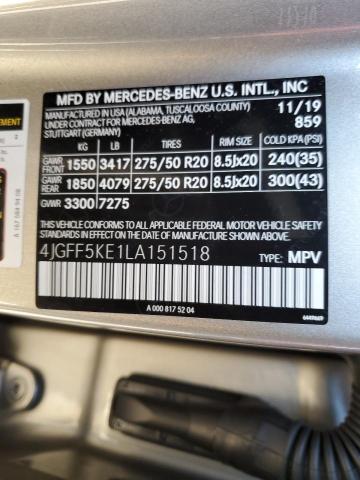 MFD BY MERCEDES-BENZ U.S. INTL., INC
MERCEDES-BENZ USA (ALABAMA, TUSCALOOSA COUNTY) 11/19
UNDER CONTRACT FOR MERCEDES-BENZ AG, 859
STUTTGART (GERMANY)
KG LB TIRES RIM SIZE COLD KPA (PSI)
GAWR FRONT 1550 3417 275/50 R20 8.5Jx20 240(35)
GAWR REAR 1850 4079 275/50 R20 8.5Jx20 300(43)
GVWR 3300 7275
THIS VEHICLE CONFORMS TO ALL APPLICABLE FEDERAL
MOTOR VEHICLE SAFETY STANDARDS IN EFFECT ON
THE DATE OF MANUFACTURE SHOWN ABOVE
4JGFF5KE1LA151518 TYPE: MPV
A 000 817 52 04